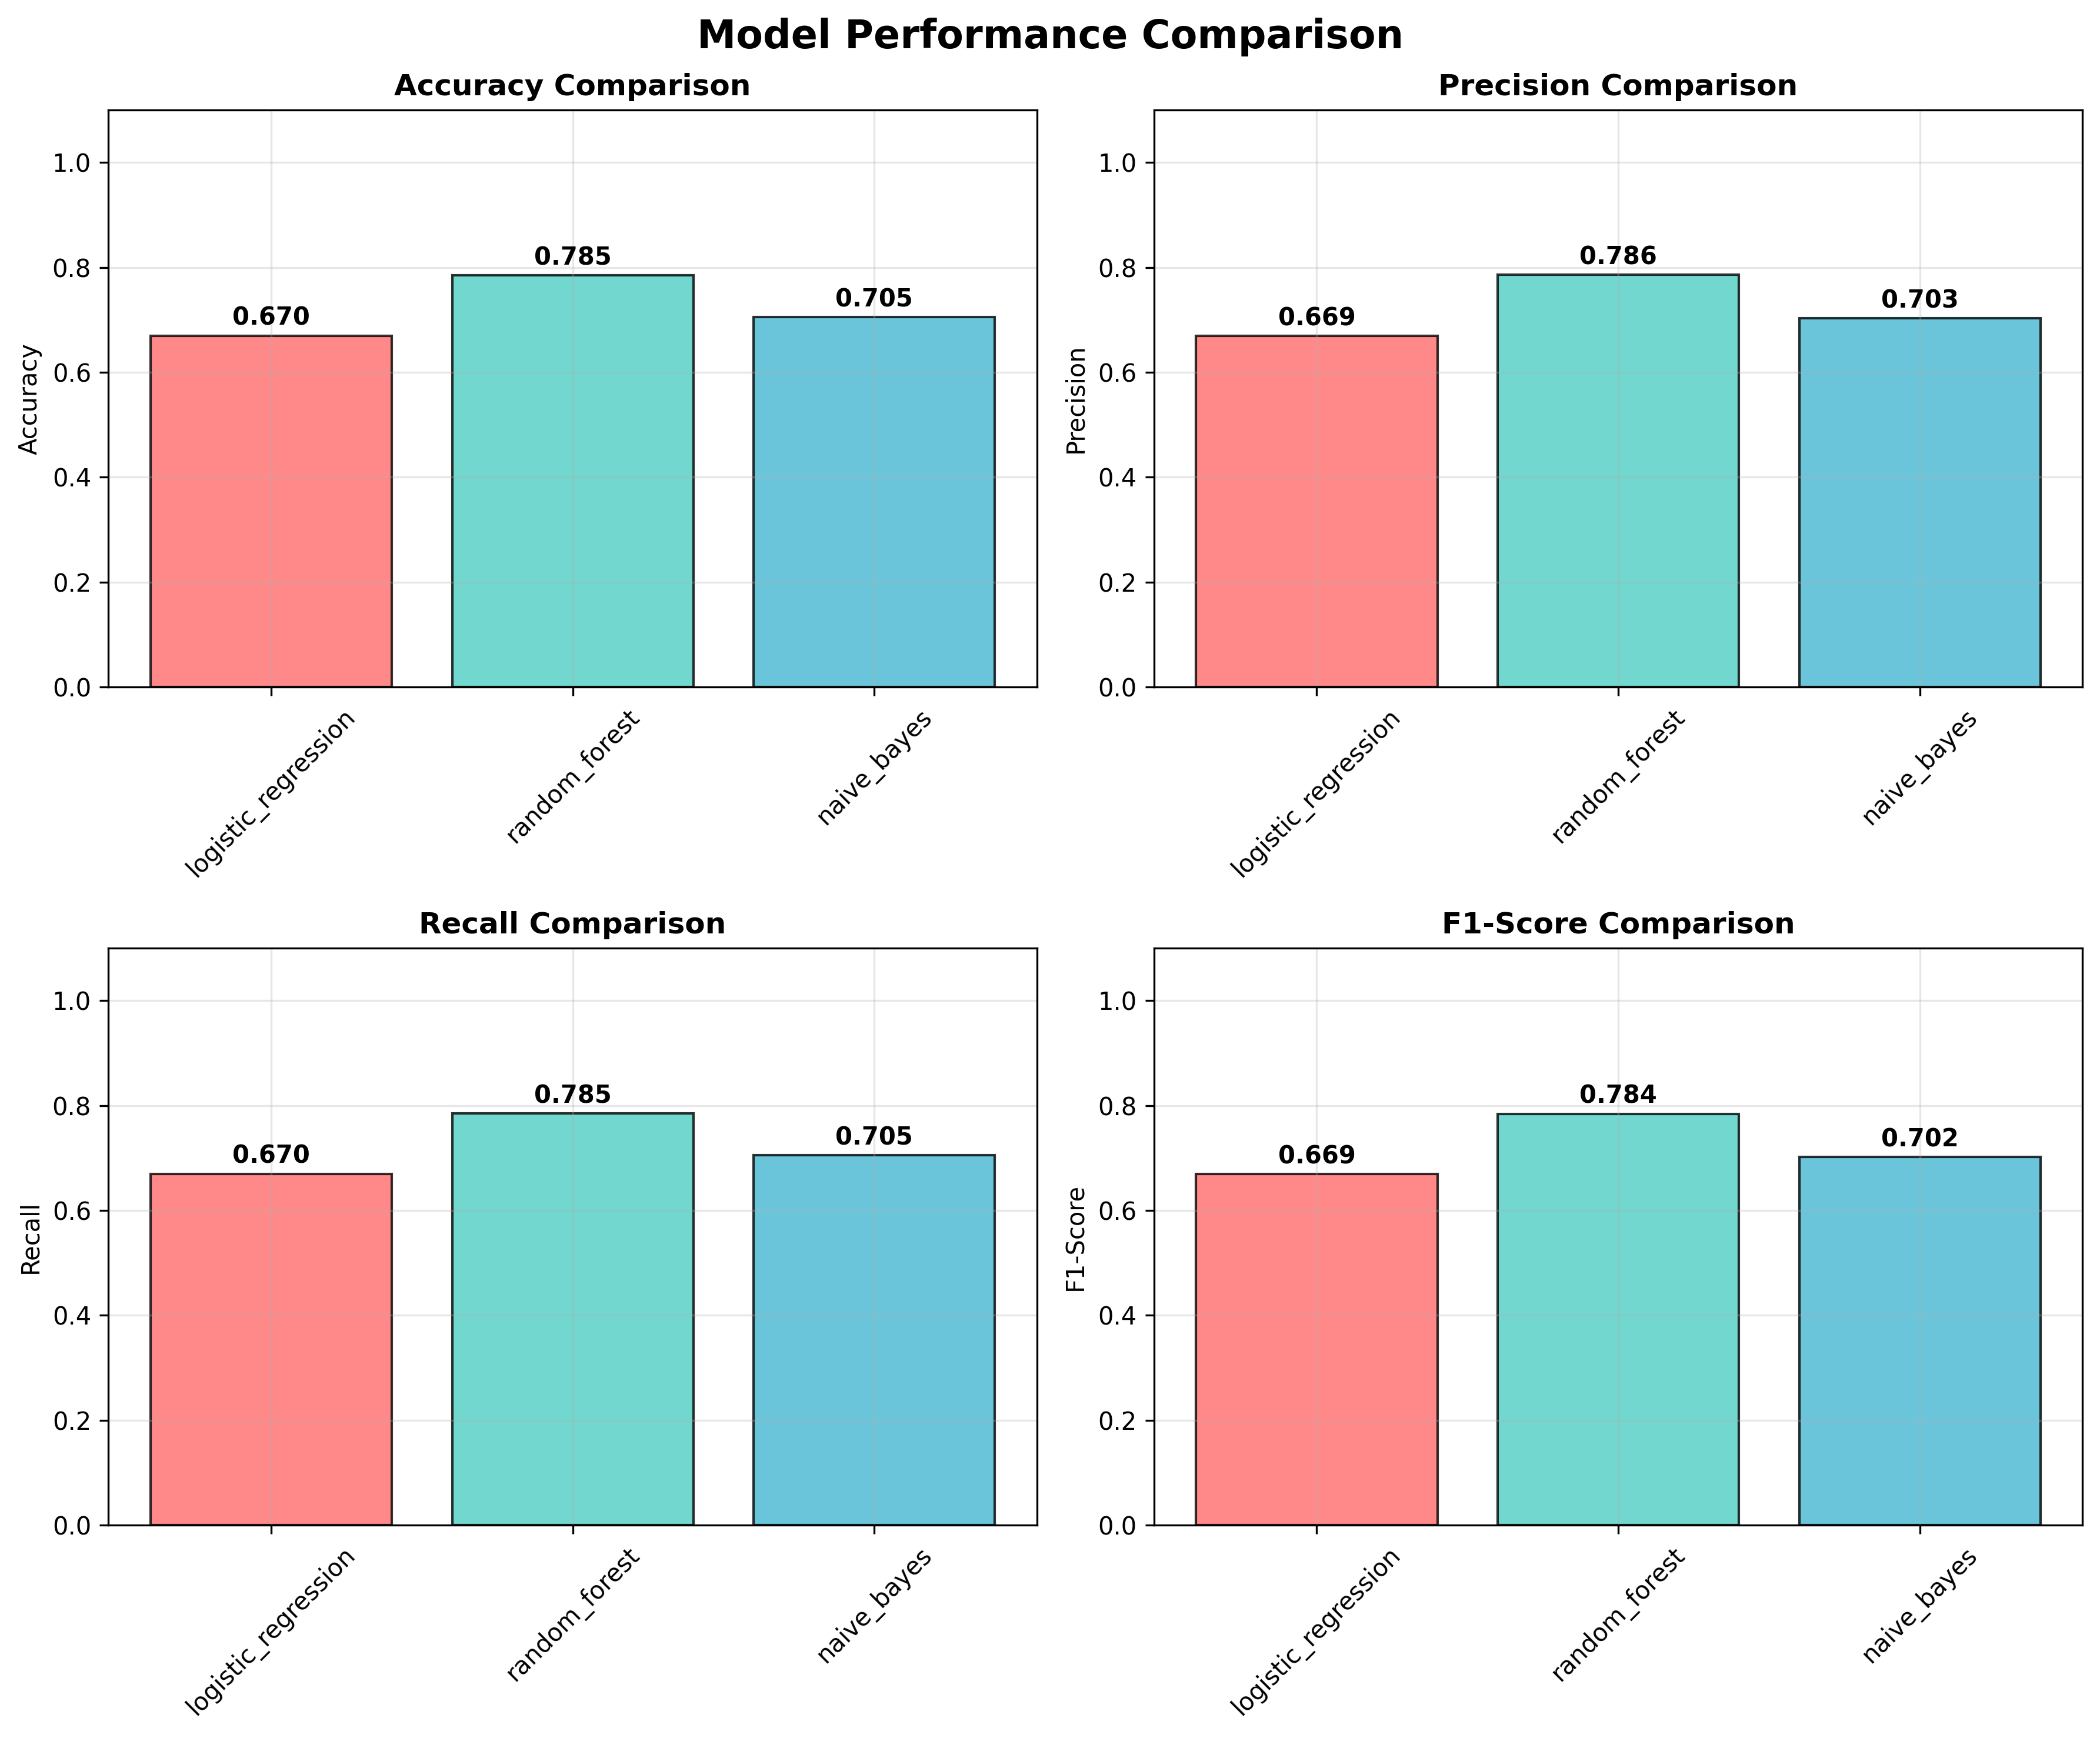 Model Performance Comparison
Accuracy Comparison
Accuracy
1.0
0.8
0.6
0.4
0.2
0.0
0.670
0.785
0.705
logistic_regression
random_forest
naive_bayes
Precision Comparison
Precision
1.0
0.8
0.6
0.4
0.2
0.0
0.669
0.786
0.703
logistic_regression
random_forest
naive_bayes
Recall Comparison
Recall
1.0
0.8
0.6
0.4
0.2
0.0
0.670
0.785
0.705
logistic_regression
random_forest
naive_bayes
F1-Score Comparison
F1-Score
1.0
0.8
0.6
0.4
0.2
0.0
0.669
0.784
0.702
logistic_regression
random_forest
naive_bayes